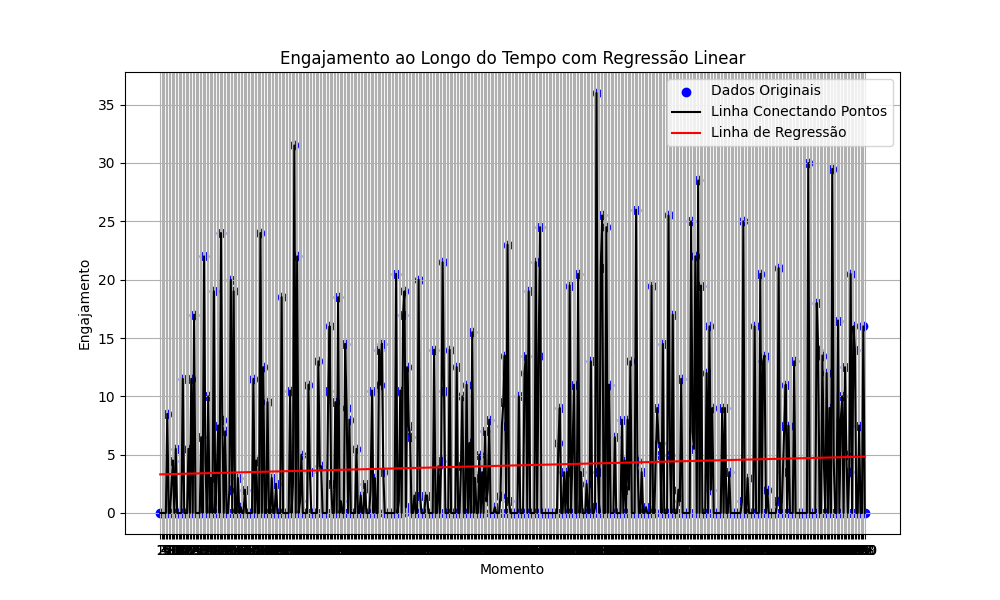 Engajamento ao Longo do Tempo com Regressão Linear
Dados Originais
Linha Conectando Pontos
Linha de Regressão
35
30
25
20
15
10
5
0
Engajamento
Momento